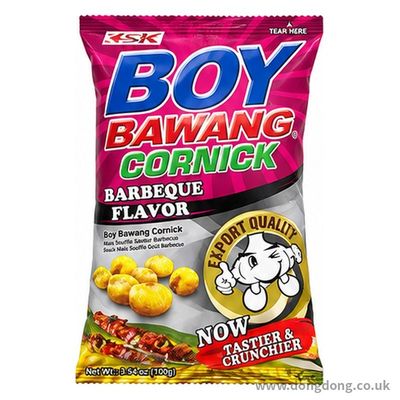 TEAR HERE
KSK
BOY
BAWANG®
CORNICK
BARBEQUE
FLAVOR
Boy Bawang Cornick
Maïs Soufflé Saveur Barbecue
Snack Maïs Souffle Goût Barbecue
EXPORT QUALITY
NOW
TASTIER &
CRUNCHIER
Net Wt.: 3.54 oz (100g)
www.dongdong.co.uk